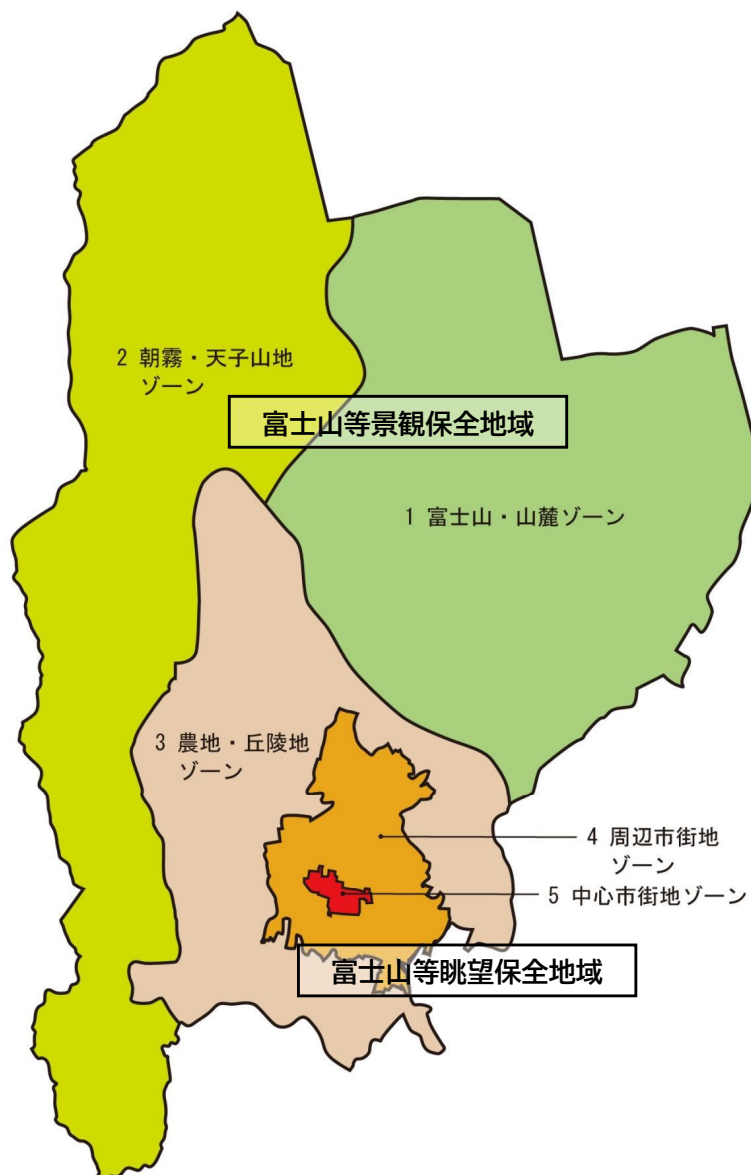 2 朝霧・天子山地
ゾーン
富士山等景観保全地域
1 富士山・山麓ゾーン
3 農地・丘陵地
ゾーン
4 周辺市街地
ゾーン
5 中心市街地ゾーン
富士山等眺望保全地域